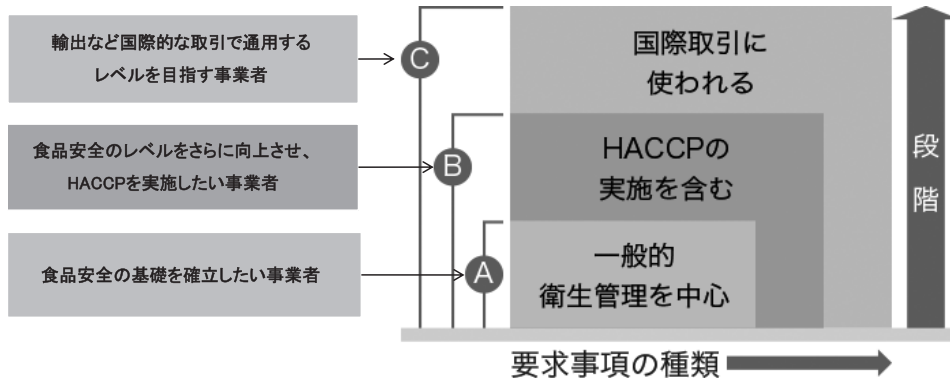 輸出など国際的な取引で通用する
レベルを目指す事業者
C
国際取引に
使われる
食品安全のレベルをさらに向上させ、
HACCPを実施したい事業者
B
HACCPの
実施を含む
段
階
食品安全の基礎を確立したい事業者
A
一般的
衛生管理を中心
要求事項の種類